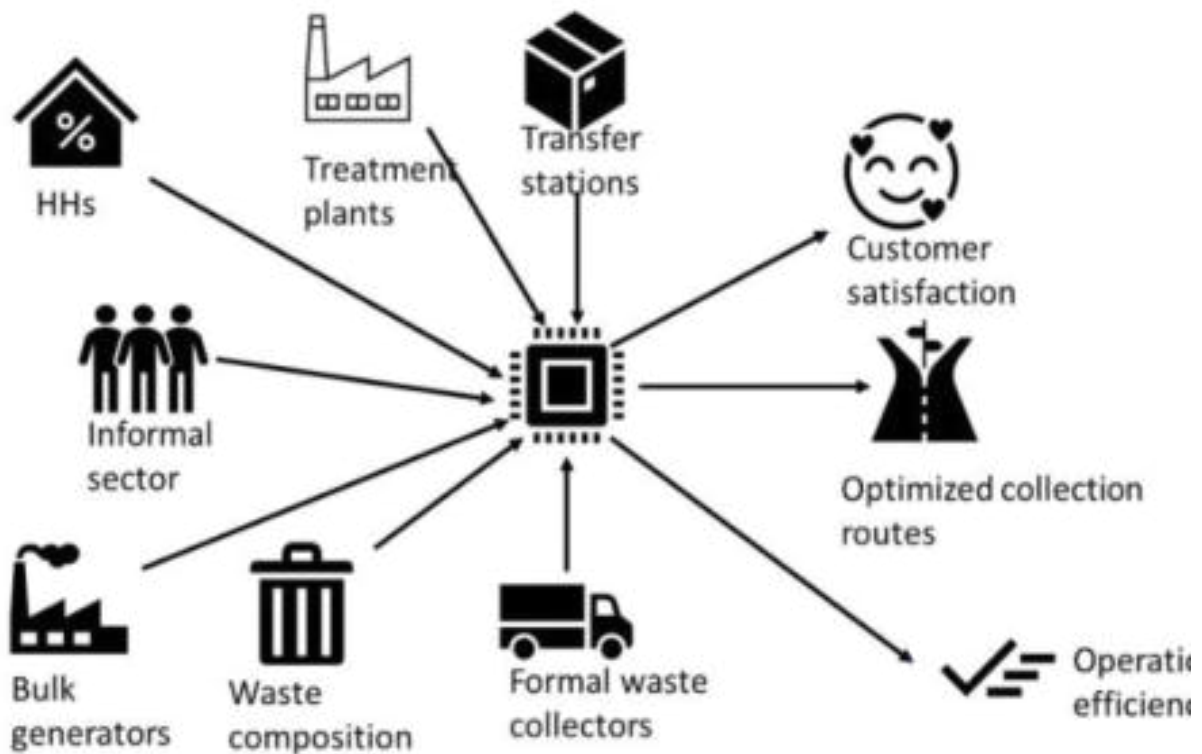 %
HHs
Treatment
plants
Transfer
stations
Customer
satisfaction
Informal
sector
Optimized collection
routes
Bulk
generators
Waste
composition
Formal waste
collectors